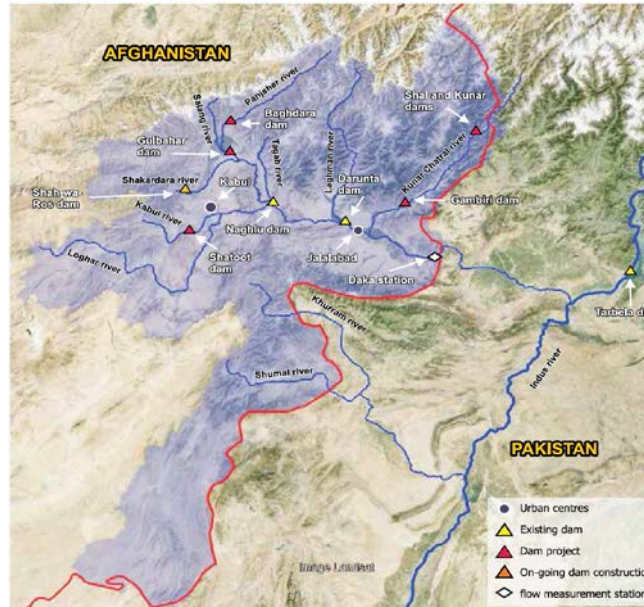 AFGHANISTAN
Panjsher river
Salang river
Baghdara
dam
Shal and Kunar
dams
Gulbahar
dam
Tagab river
Laghman river
Kunar Chatral river
Shakardara river
Kabul
Darunta
dam
Shah-wa-
Ros dam
Kabul river
Gambiri dam
Naghlu dam
Loghar river
Shatoot
dam
Jalalabad
Daka station
Tarbela d
Khurram river
Indus river
Shumal river
PAKISTAN
Urban centres
Existing dam
Dam project
On-going dam constructio
flow measurement station
Image Landsat